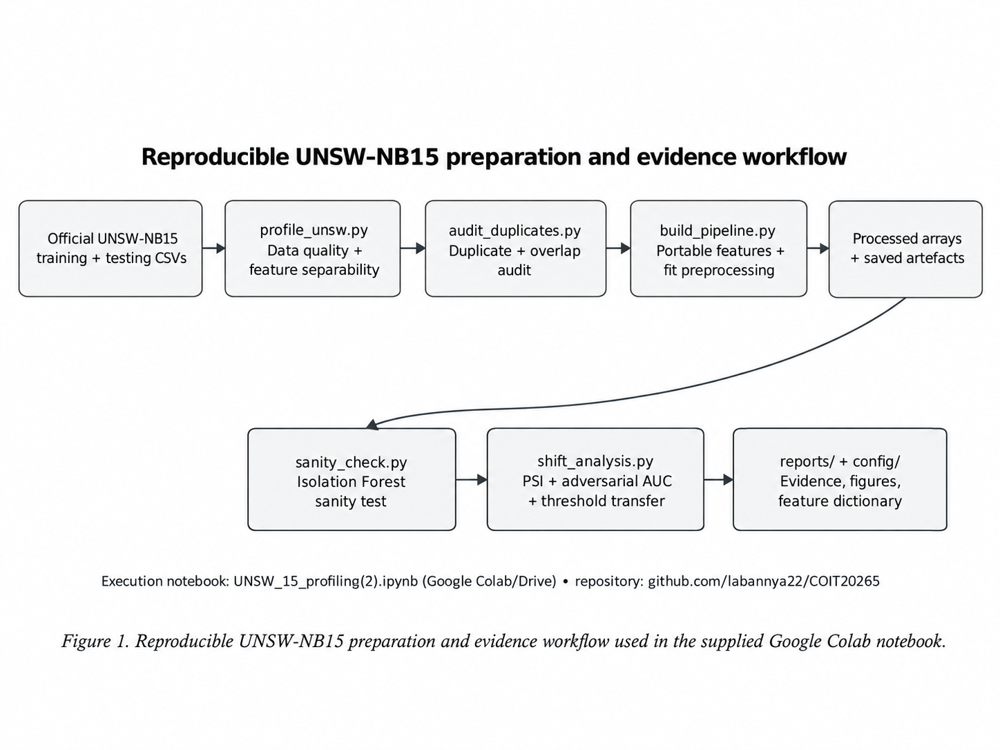 Reproducible UNSW-NB15 preparation and evidence workflow
Official UNSW-NB15
training + testing CSVs
profile_unsw.py
Data quality +
feature separability
audit_duplicates.py
Duplicate + overlap
audit
build_pipeline.py
Portable features +
fit preprocessing
Processed arrays
+ saved artefacts
sanity_check.py
Isolation Forest
sanity test
shift_analysis.py
PSI + adversarial AUC
+ threshold transfer
reports/ + config/
Evidence, figures,
feature dictionary
Execution notebook: UNSW_15_profiling(2).ipynb (Google Colab/Drive) • repository: github.com/labannya22/COIT20265
Figure 1. Reproducible UNSW-NB15 preparation and evidence workflow used in the supplied Google Colab notebook.